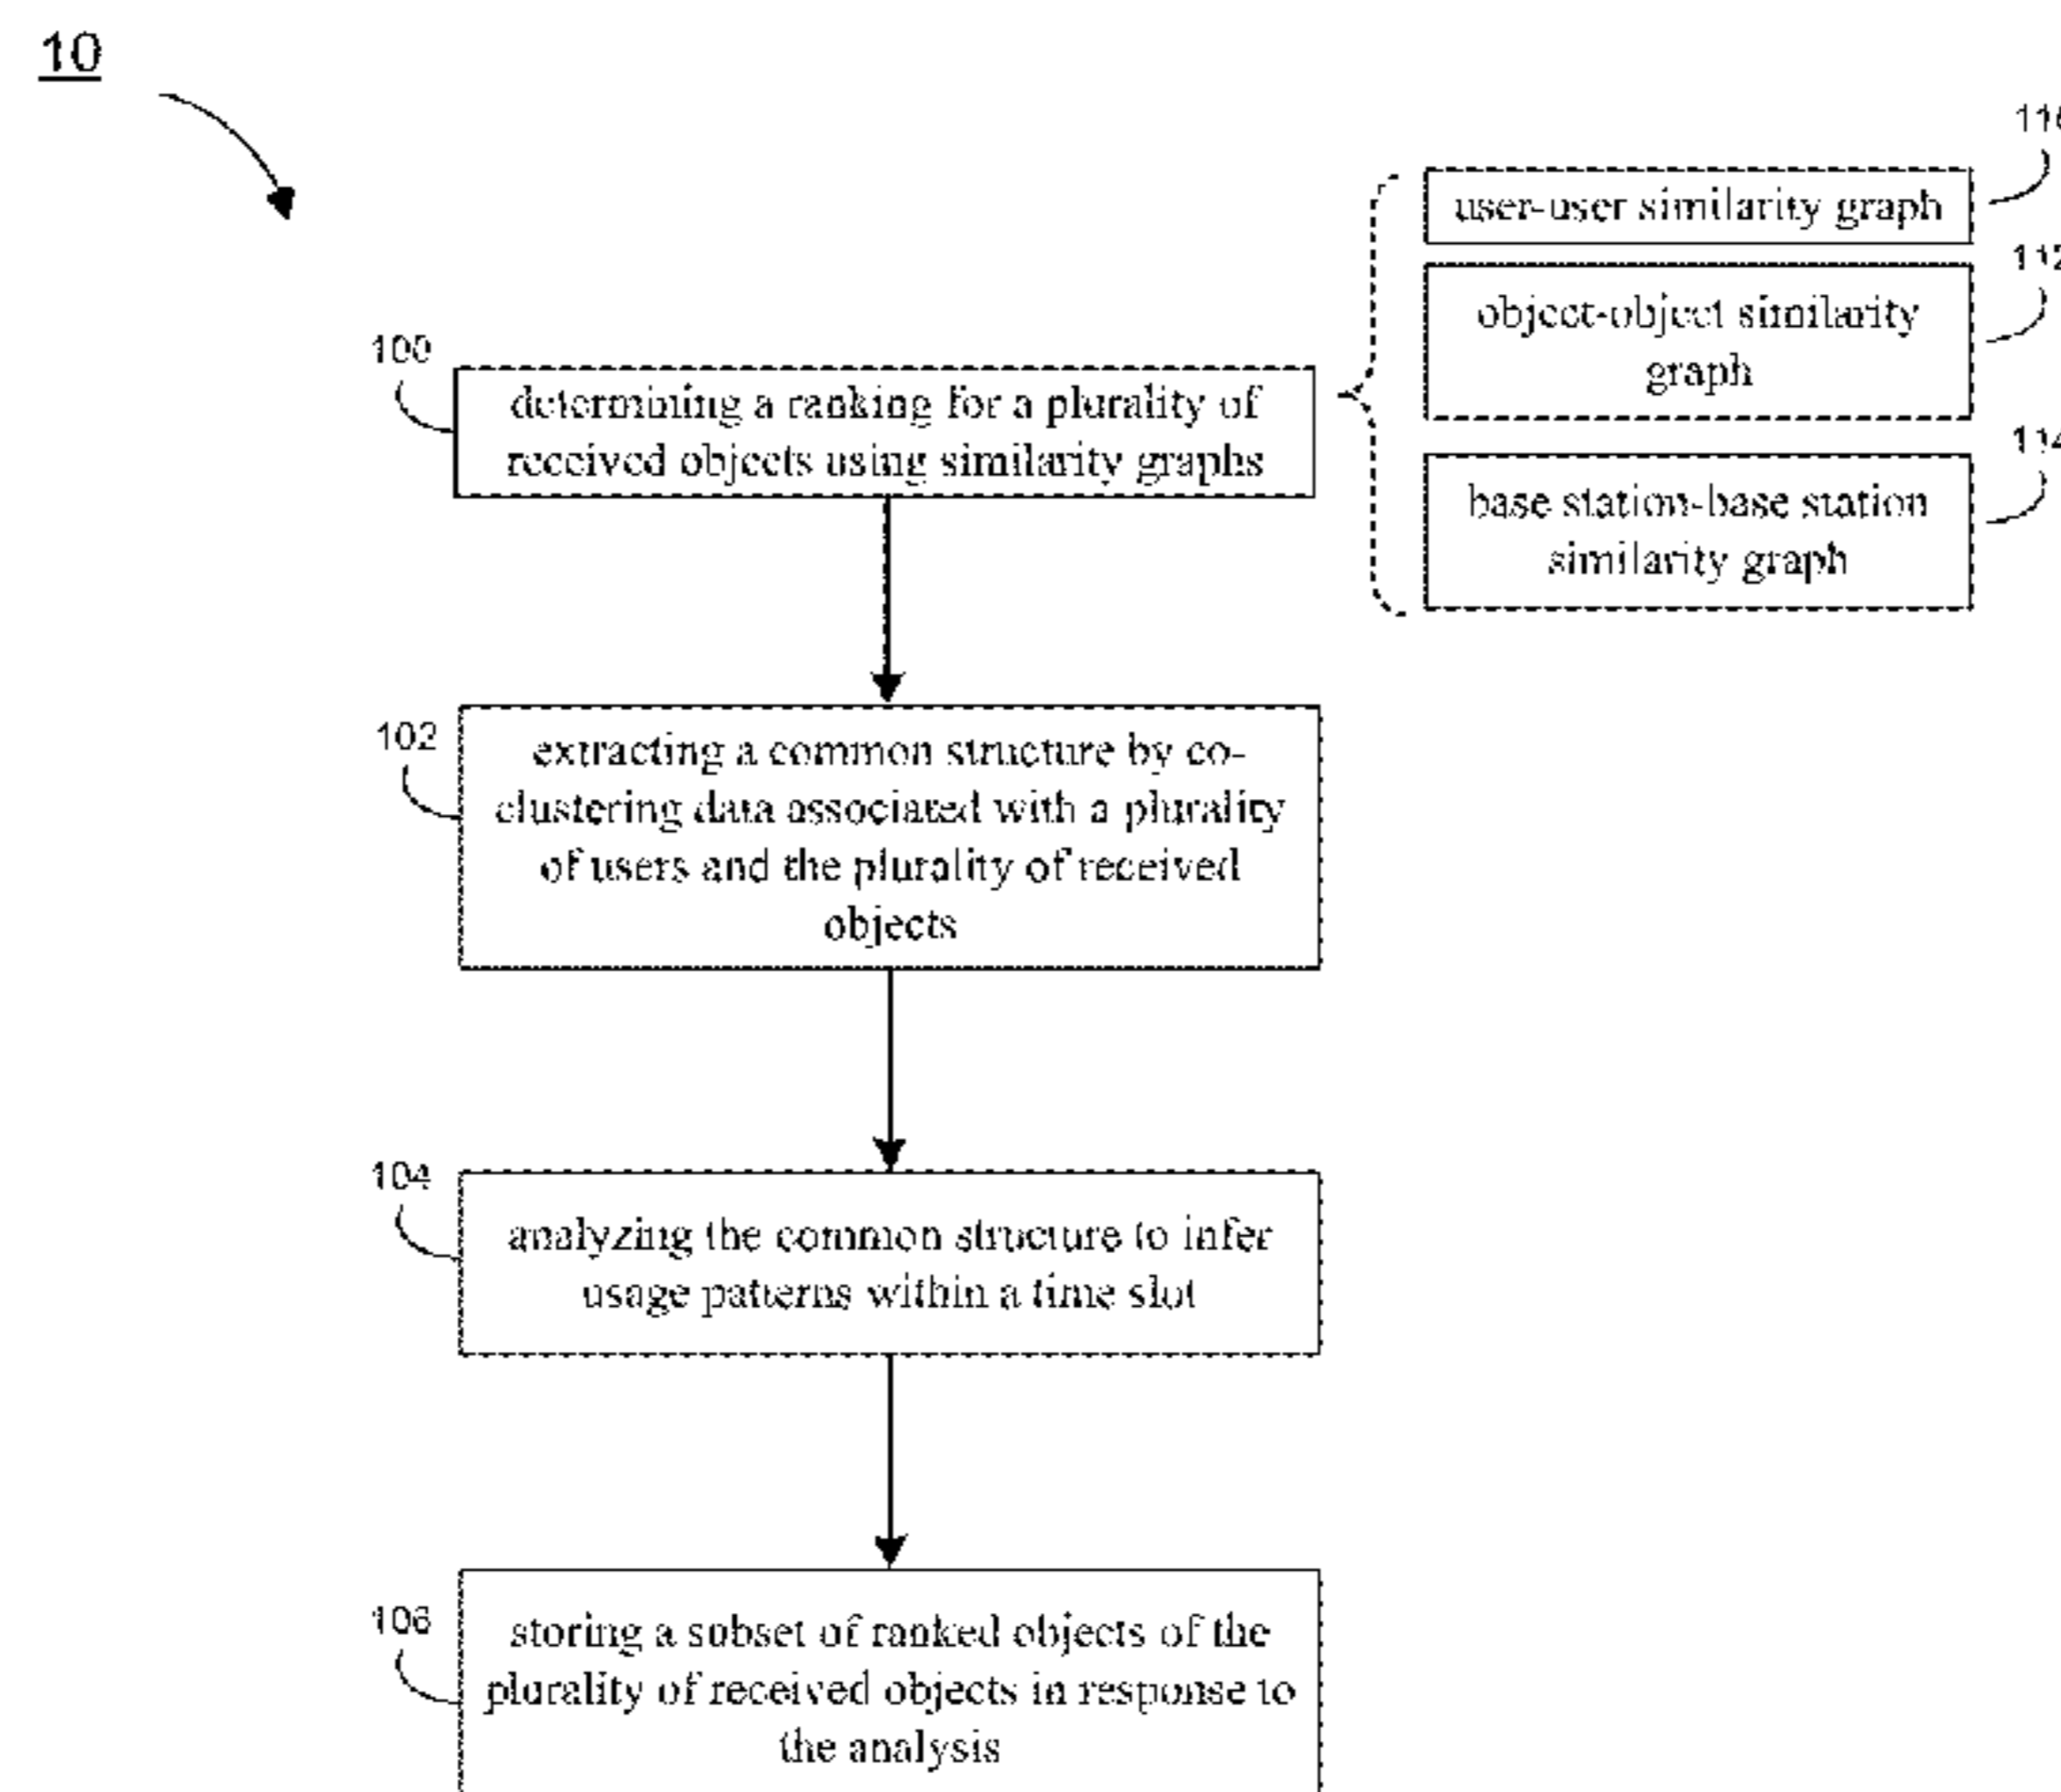 10
user-user similarity graph
112
object-object similarity
graph
114
base station-base station
similarity graph
100
determining a ranking for a plurality of
received objects using similarity graphs
102
extracting a common structure by co-
clustering data associated with a plurality
of users and the plurality of received
objects
104
analyzing the common structure to infer
usage patterns within a time slot
106
storing a subset of ranked objects of the
plurality of received objects in response to
the analysis